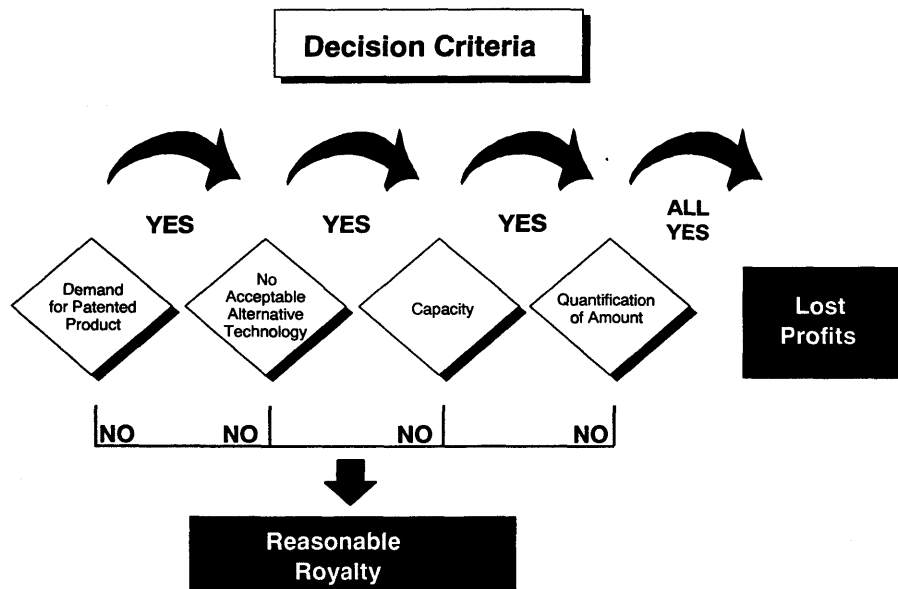 Decision Criteria
YES
YES
YES
ALL
YES
Demand
for Patented
Product
No
Acceptable
Alternative
Technology
Capacity
Quantification
of Amount
Lost
Profits
NO
NO
NO
NO
Reasonable
Royalty